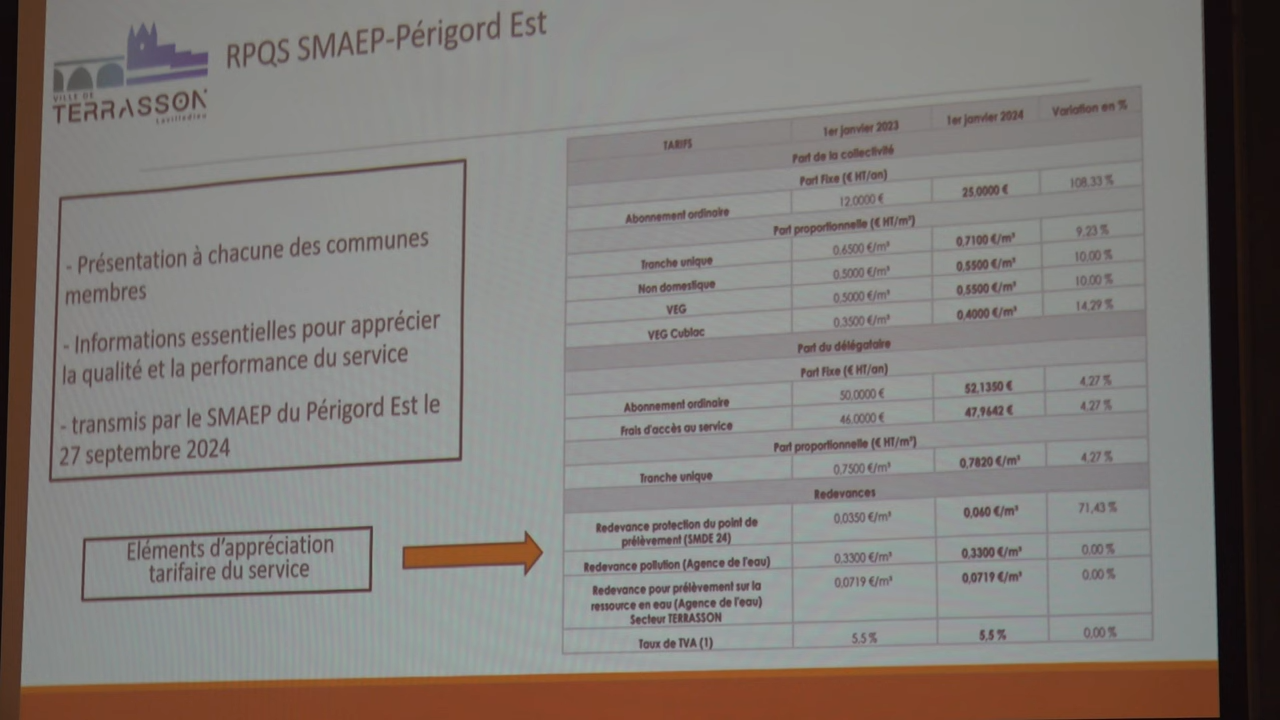 RPQS SMAEP-Périgord Est
VILLE DE
TERRASSON
Lavilledieu
- Présentation à chacune des communes
membres
- Informations essentielles pour apprécier
la qualité et la performance du service
- transmis par le SMAEP du Périgord Est le
27 septembre 2024
Eléments d'appréciation
tarifaire du service
TARIFS 1er janvier 2023 1er janvier 2024 Variation en %
Part de la collectivité
Part Fixe (€ HT/an)
Abonnement ordinaire 12,0000 € 25,0000 € 108,33 %
Part proportionnelle (€ HT/m³)
Tranche unique 0,6500 €/m³ 0,7100 €/m³ 9,23 %
Non domestique 0,5000 €/m³ 0,5500 €/m³ 10,00 %
VEG 0,5000 €/m³ 0,5500 €/m³ 10,00 %
VEG Cublac 0,3500 €/m³ 0,4000 €/m³ 14,29 %
Part du délégataire
Part Fixe (€ HT/an)
Abonnement ordinaire 50,0000 € 52,1350 € 4,27 %
Frais d'accès au service 46,0000 € 47,9642 € 4,27 %
Part proportionnelle (€ HT/m³)
Tranche unique 0,7500 €/m³ 0,7820 €/m³ 4,27 %
Redevances
Redevance protection du point de
prélèvement (SMDE 24) 0,0350 €/m³ 0,060 €/m³ 71,43 %
Redevance pollution (Agence de l'eau) 0,3300 €/m³ 0,3300 €/m³ 0,00 %
Redevance pour prélèvement sur la
ressource en eau (Agence de l'eau)
Secteur TERRASSON 0,0719 €/m³ 0,0719 €/m³ 0,00 %
Taux de TVA (1) 5,5 % 5,5 % 0,00 %